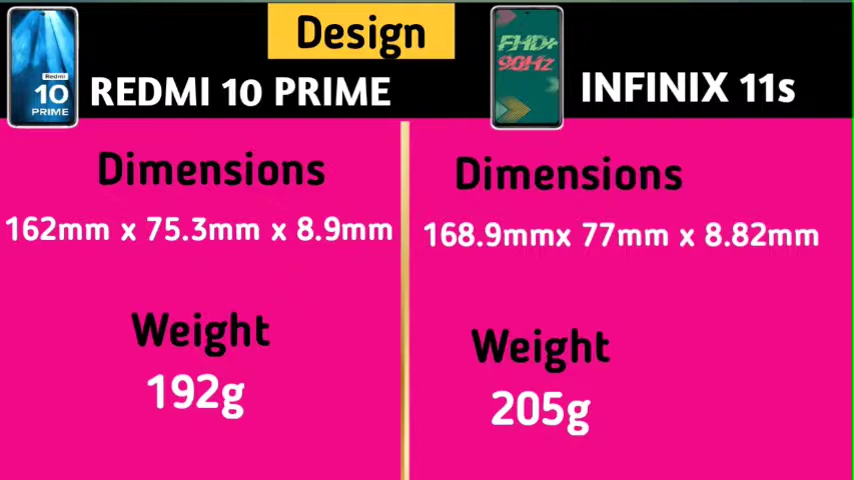 Design
Redmi
10
PRIME
REDMI 10 PRIME
FHD+
90Hz
INFINIX 11s
Dimensions
162mm x 75.3mm x 8.9mm
Weight
192g
Dimensions
168.9mmx 77mm x 8.82mm
Weight
205g